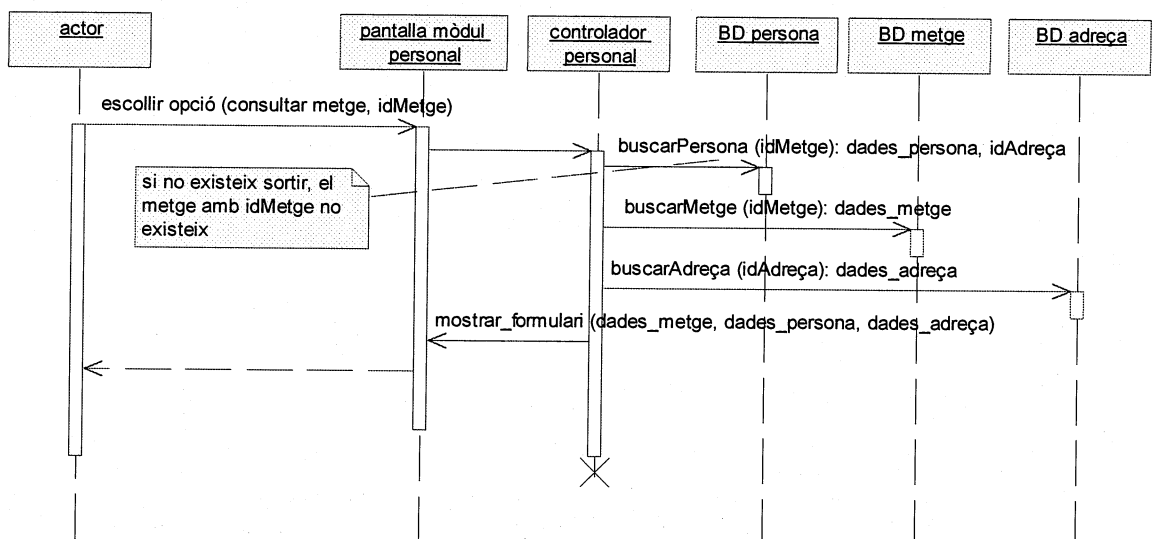 actor
pantalla mòdul
personal
controlador
personal
BD persona
BD metge
BD adreça
escollir opció (consultar metge, idMetge)
buscarPersona (idMetge): dades_persona, idAdreça
si no existeix sortir, el
metge amb idMetge no
existeix
buscarMetge (idMetge): dades_metge
buscarAdreça (idAdreça): dades_adreça
mostrar_formulari (dades_metge, dades_persona, dades_adreça)